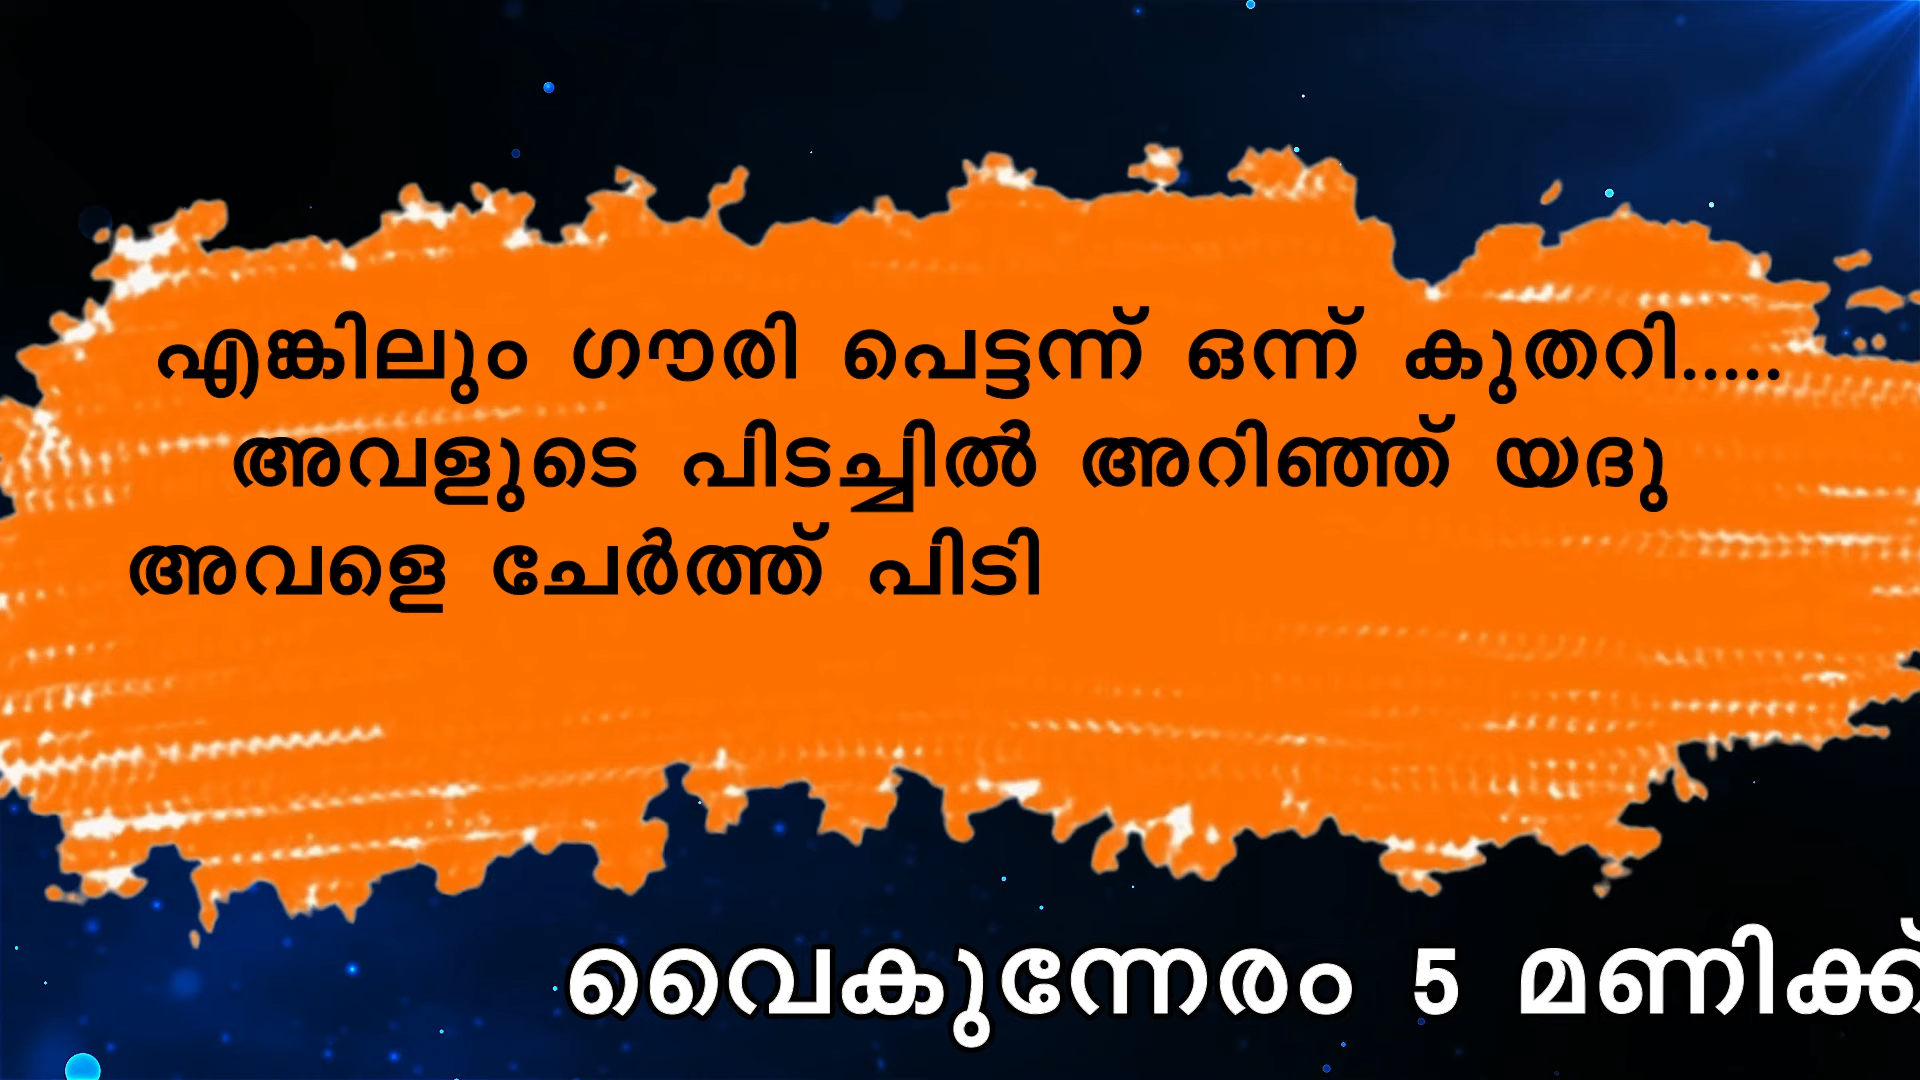 എങ്കിലും ഗൗരി പെട്ടന്ന് ഒന്ന് കുതറി.....
അവളുടെ പിടച്ചിൽ അറിഞ്ഞ് യദു
അവളെ ചേർത്ത് പിടി
വൈകുന്നേരം 5 മണിക്ക്